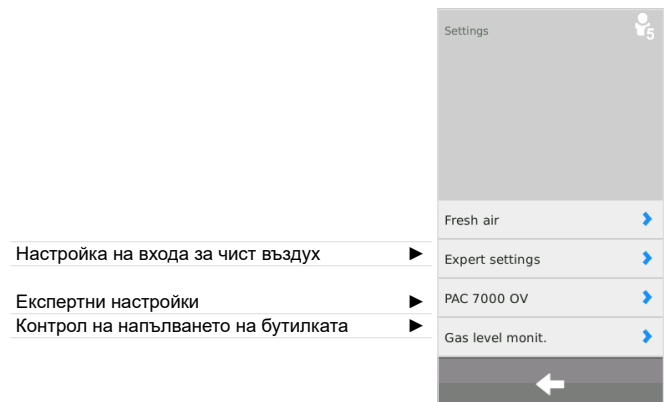 Settings
5
Настройка на входа за чист въздух ►
Експертни настройки ►
Контрол на напълването на бутилката ►
Fresh air
Expert settings
PAC 7000 OV
Gas level monit.